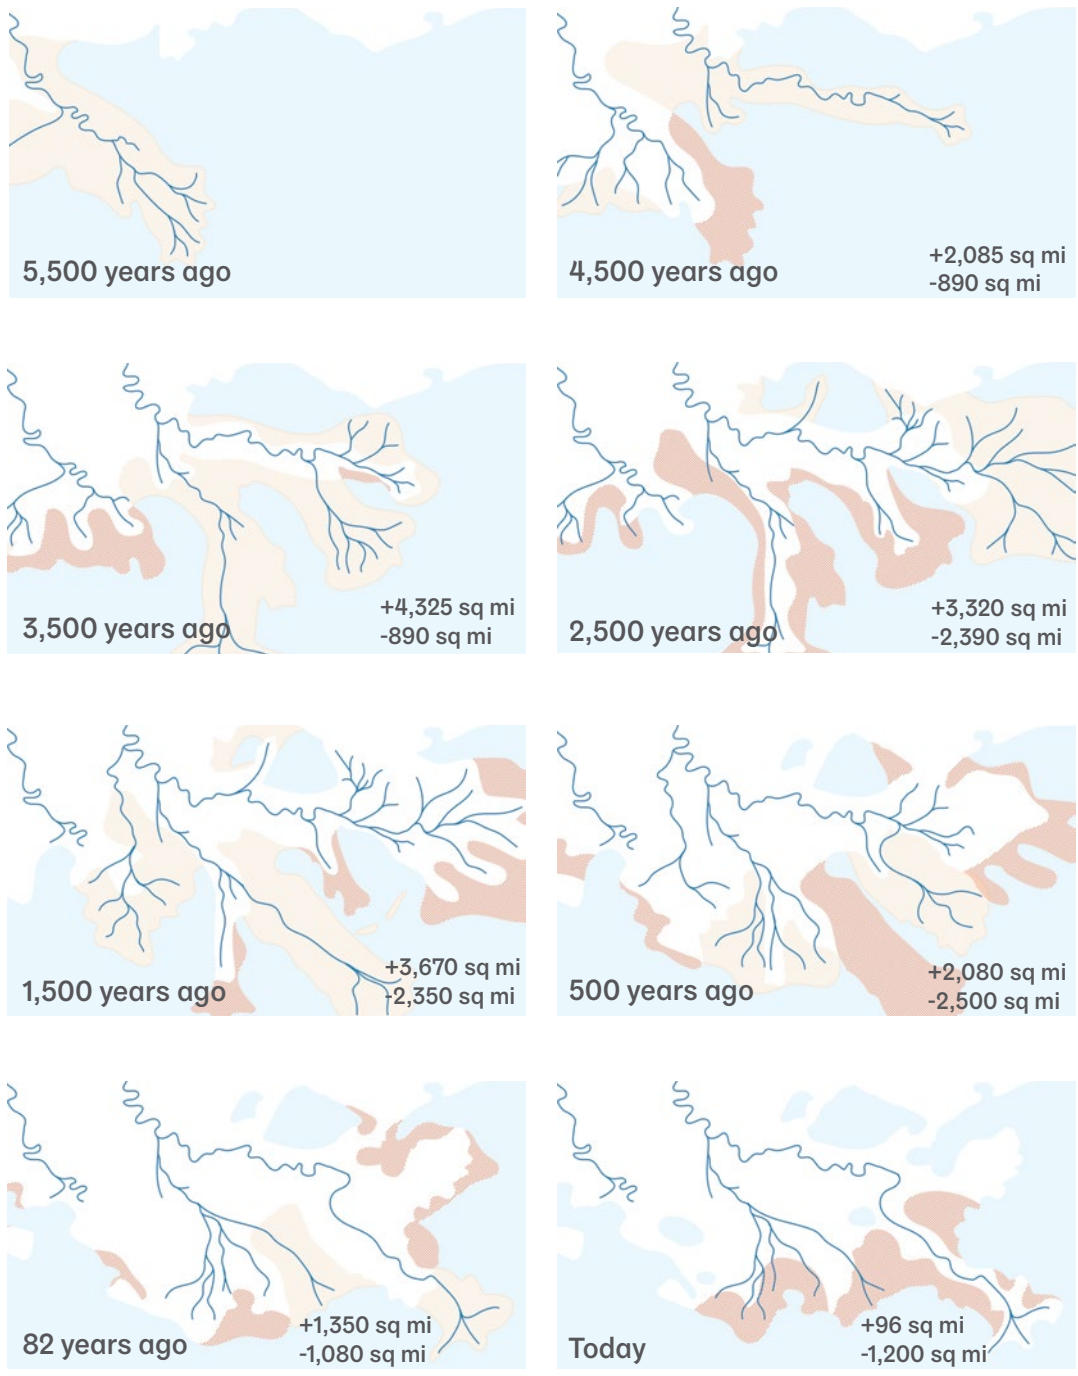 5,500 years ago
+2,085 sq mi
-890 sq mi
4,500 years ago
+4,325 sq mi
-890 sq mi
3,500 years ago
+3,320 sq mi
-2,390 sq mi
2,500 years ago
+3,670 sq mi
-2,350 sq mi
1,500 years ago
+2,080 sq mi
-2,500 sq mi
500 years ago
+1,350 sq mi
-1,080 sq mi
82 years ago
+96 sq mi
-1,200 sq mi
Today